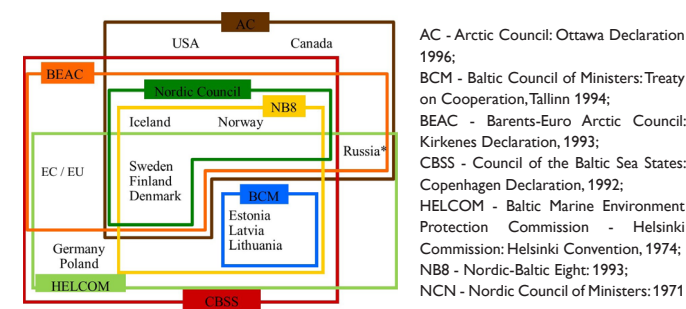 AC
USA Canada
BEAC
Nordic Council
NB8
Iceland Norway
Russia*
EC / EU
Sweden
Finland
Denmark
BCM
Estonia
Latvia
Lithuania
Germany
Poland
HELCOM
CBSS
AC - Arctic Council: Ottawa Declaration
1996;
BCM - Baltic Council of Ministers: Treaty
on Cooperation, Tallinn 1994;
BEAC - Barents-Euro Arctic Council:
Kirkenes Declaration, 1993;
CBSS - Council of the Baltic Sea States:
Copenhagen Declaration, 1992;
HELCOM - Baltic Marine Environment
Protection Commission - Helsinki
Commission: Helsinki Convention, 1974;
NB8 - Nordic-Baltic Eight: 1993;
NCN - Nordic Council of Ministers: 1971